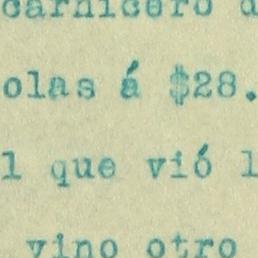 carnicero d
olas á $28.
l que vió l
vino otro